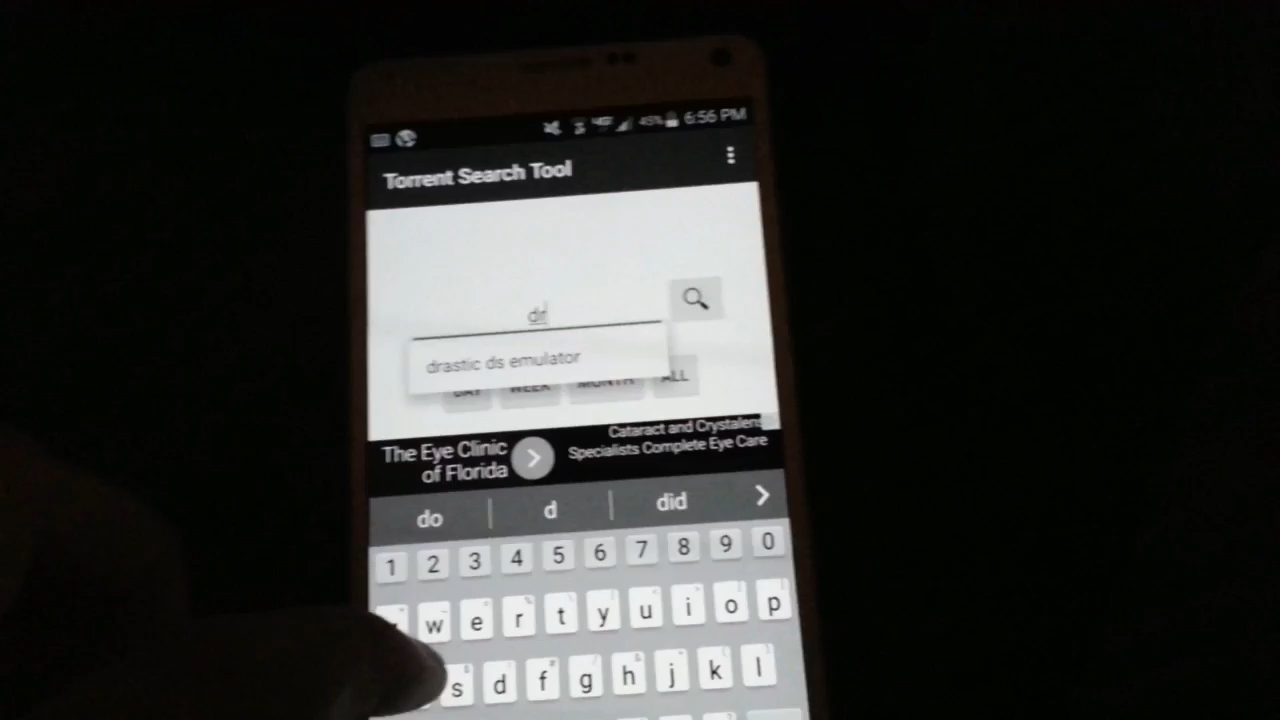 45% 6:56 PM
Torrent Search Tool
dr
drastic ds emulator
DAY WEEK MONTH ALL
The Eye Clinic
of Florida
Cataract and Crystalens
Specialists Complete Eye Care
do d did
1 2 3 4 5 6 7 8 9 0
w e r t y u i o p
s d f g h j k l